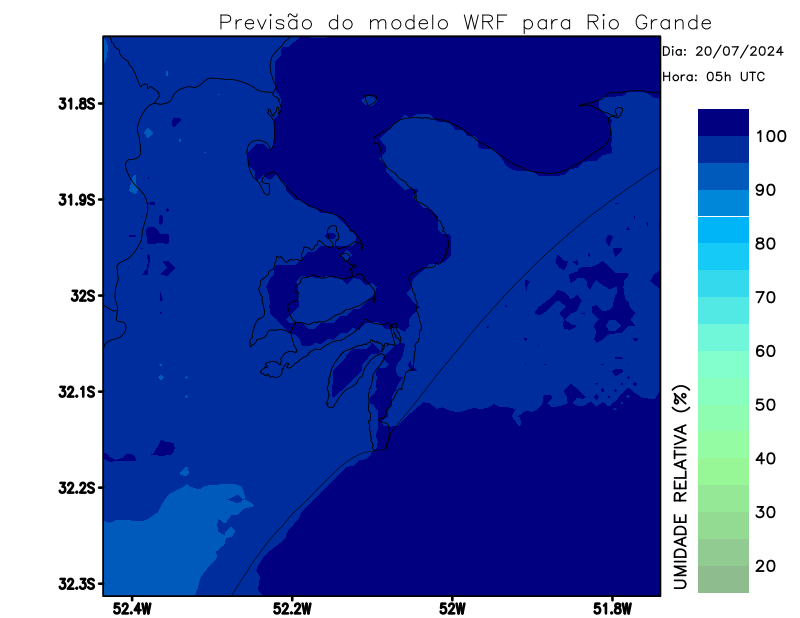 Previsão do modelo WRF para Rio Grande
Dia: 20/07/2024
Hora: 05h UTC
31.8S
31.9S
32S
32.1S
32.2S
32.3S
52.4W
52.2W
52W
51.8W
100
90
80
70
60
50
40
30
20
UMIDADE RELATIVA (%)